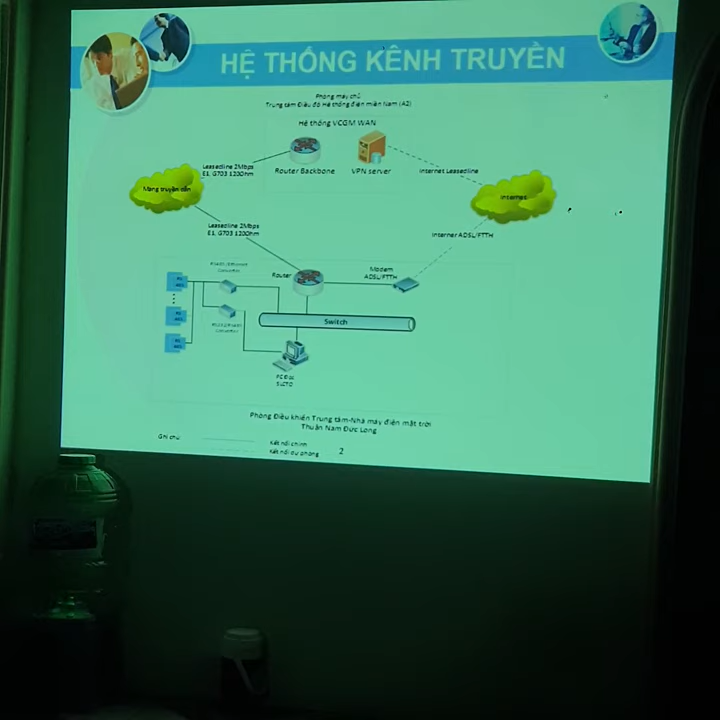 HỆ THỐNG KÊNH TRUYỀN
Phòng máy chủ
Trung tâm Điều độ Hệ thống điện miền Nam (A2)
Hệ thống VCGM WAN
Leasedline 2Mbps
E1, G703 120Ohm
Router Backbone
VPN server
Internet Leasedline
Mạng truyền dẫn
Internet
Leasedline 2Mbps
E1, G703 120Ohm
Internet ADSL/FTTH
Router
Modem
ADSL/FTTH
Converter
Switch
Converter
Phòng Điều khiển Trung tâm-Nhà máy điện mặt trời
Thuận Nam Đức Long
Ghi chú
Kết nối chính
Kết nối dự phòng
2